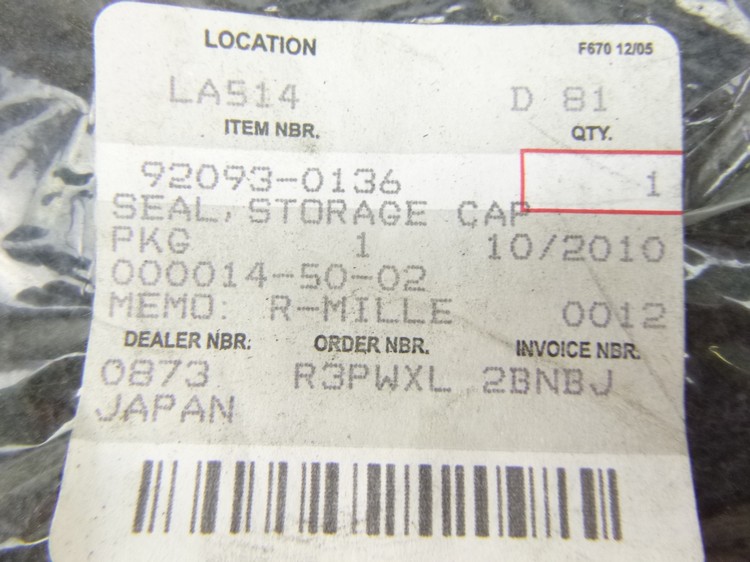 LOCATION F670 12/05
LA514 D 81
ITEM NBR. QTY.
92093-0136 1
SEAL, STORAGE CAP
PKG 1 10/2010
000014-50-02
MEMO: R-MILLE 0012
DEALER NBR: ORDER NBR. INVOICE NBR.
0873 R3PWXL 2BNBJ
JAPAN